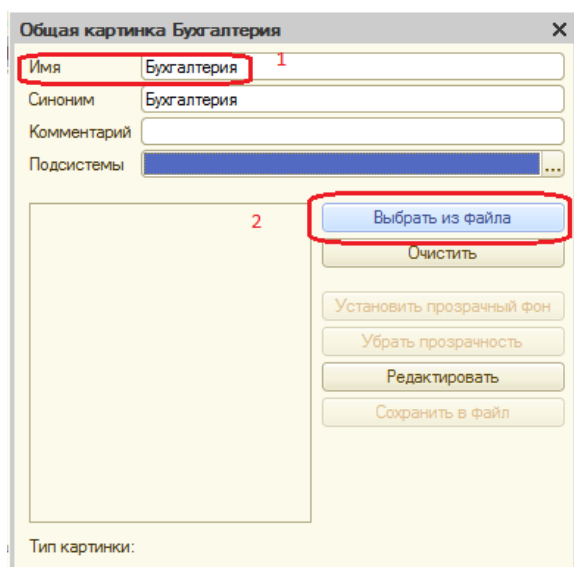 Общая картинка Бухгалтерия
Имя Бухгалтерия 1
Синоним Бухгалтерия
Комментарий
Подсистемы ...
2 Выбрать из файла
Очистить
Установить прозрачный фон
Убрать прозрачность
Редактировать
Сохранить в файл
Тип картинки: